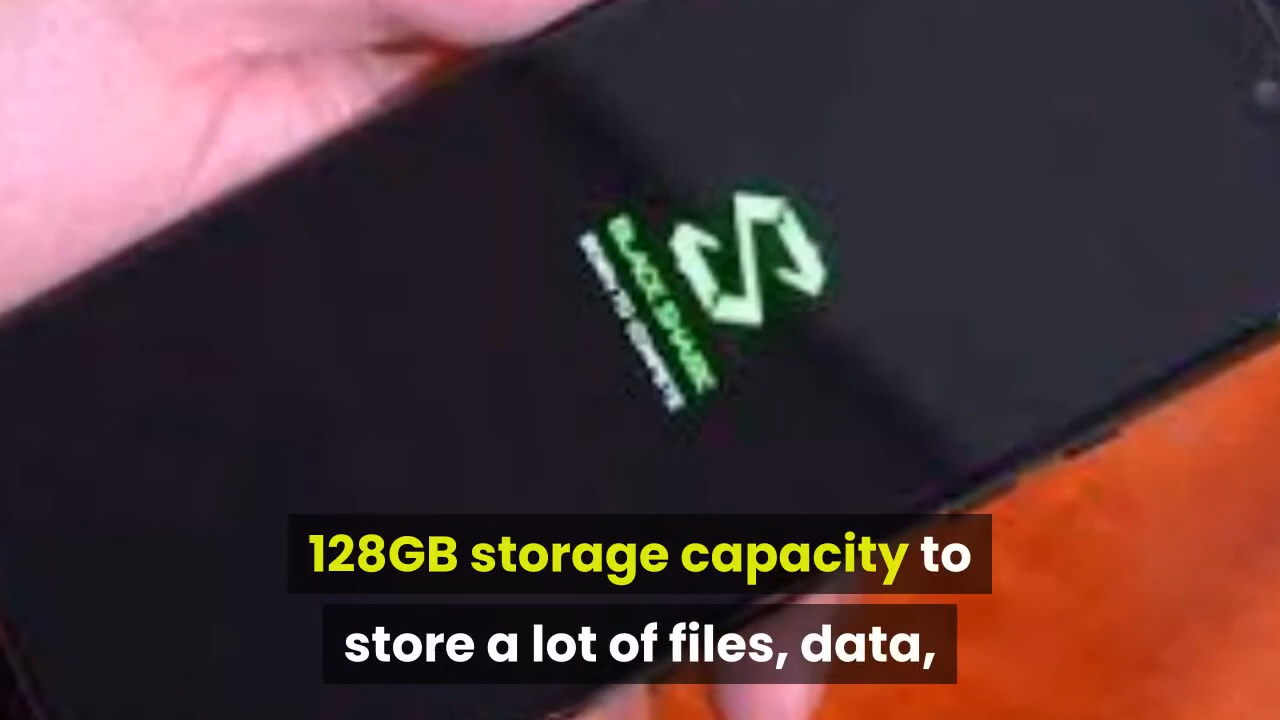 BLACK SHARK
128GB storage capacity to
store a lot of files, data,